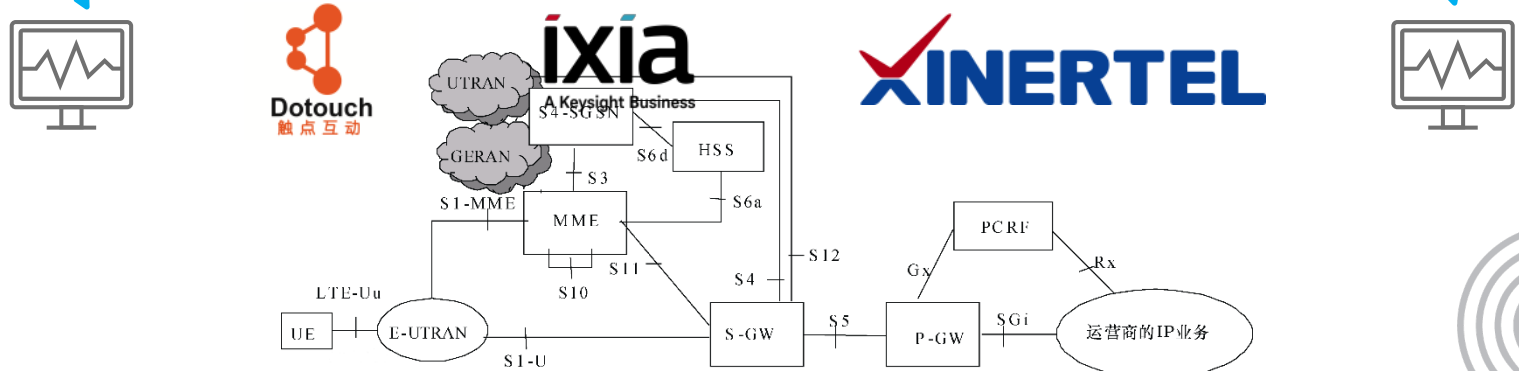 Dotouch
触点互动
ixia
A Keysight Business
XINERTEL
UTRAN
S4-SGSN
GERAN
S6d
HSS
S3
S1-MME
S6a
MME
PCRF
S11
S10
S12
S4
Gx
Rx
LTE-Uu
UE
E-UTRAN
S1-U
S-GW
S5
P-GW
SGi
运营商的IP业务